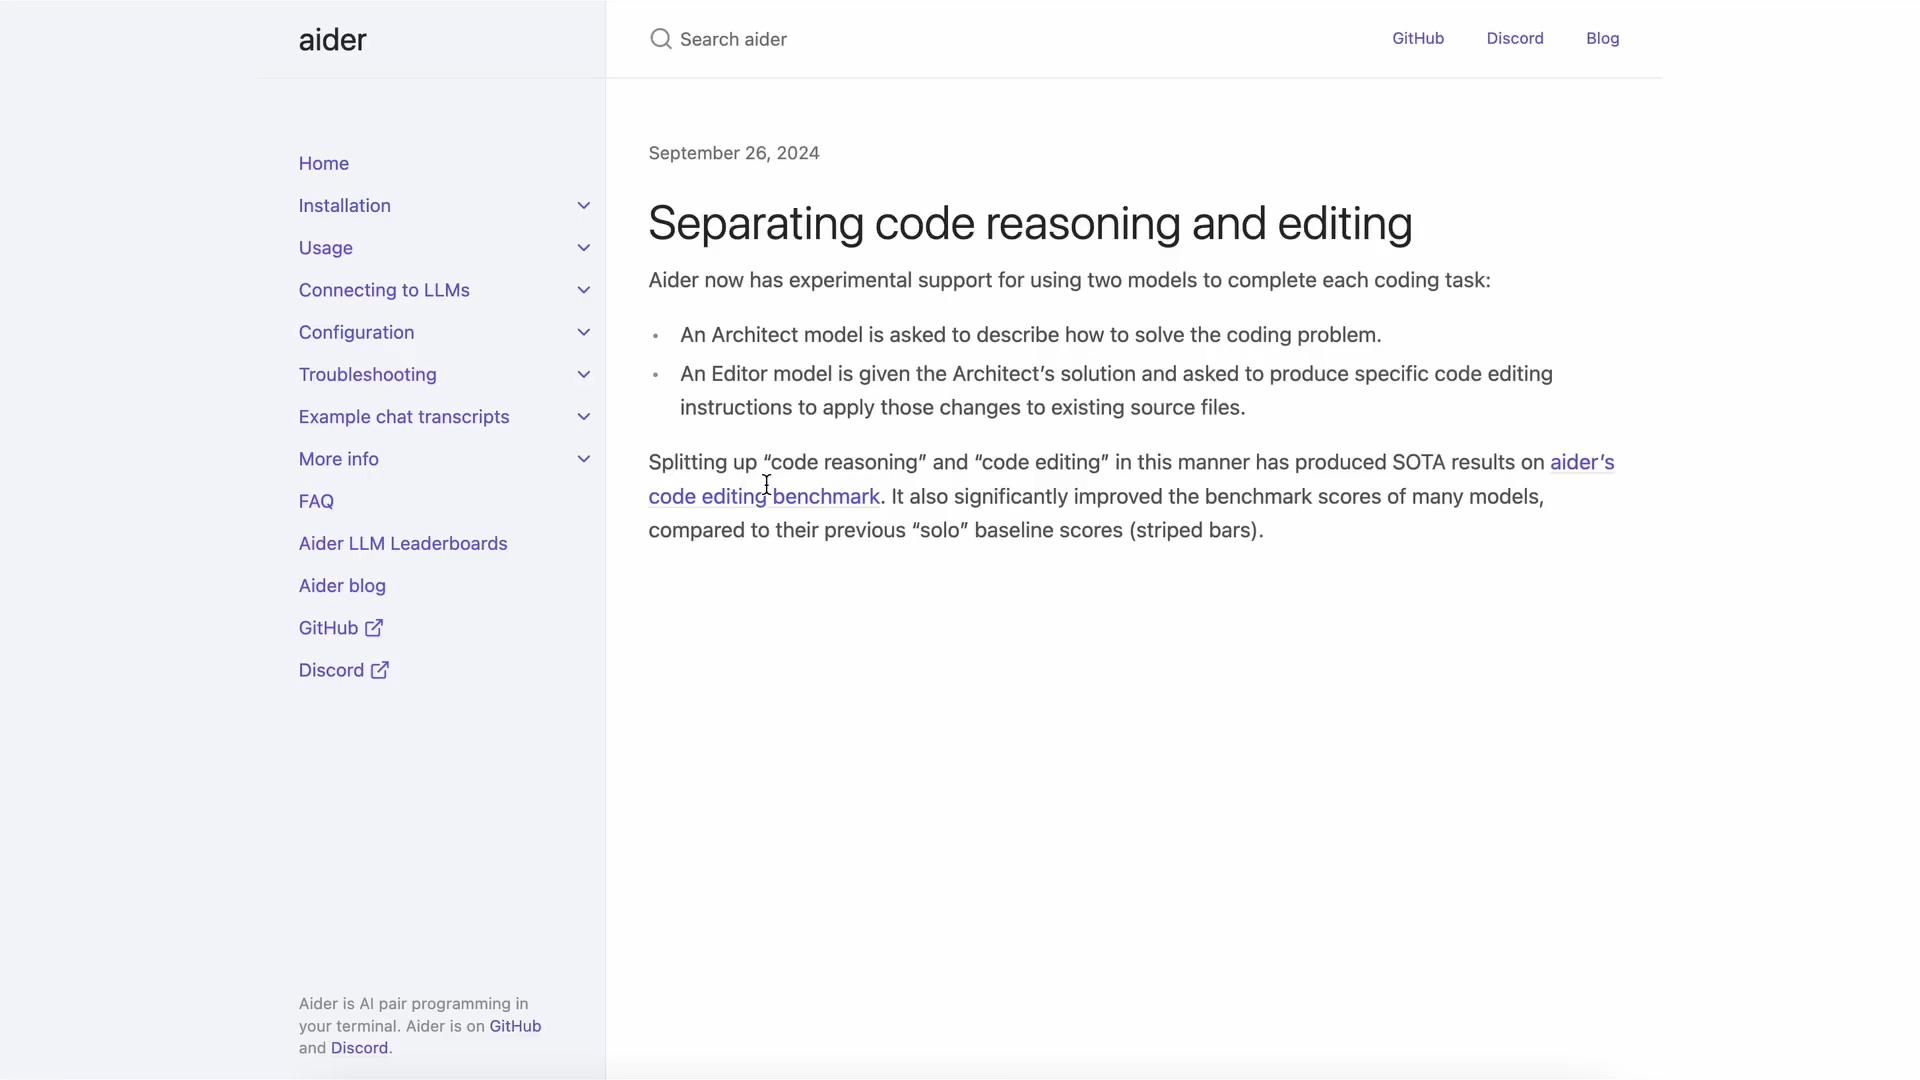 aider
Search aider
GitHub
Discord
Blog
Home
Installation
Usage
Connecting to LLMs
Configuration
Troubleshooting
Example chat transcripts
More info
FAQ
Aider LLM Leaderboards
Aider blog
GitHub
Discord
Aider is AI pair programming in
your terminal. Aider is on GitHub
and Discord.
September 26, 2024
Separating code reasoning and editing
Aider now has experimental support for using two models to complete each coding task:
• An Architect model is asked to describe how to solve the coding problem.
• An Editor model is given the Architect’s solution and asked to produce specific code editing
instructions to apply those changes to existing source files.
Splitting up “code reasoning” and “code editing” in this manner has produced SOTA results on aider’s
code editing benchmark. It also significantly improved the benchmark scores of many models,
compared to their previous “solo” baseline scores (striped bars).